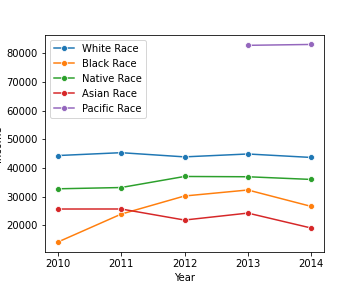 White Race
Black Race
Native Race
Asian Race
Pacific Race
80000
70000
60000
50000
40000
30000
20000
2010
2011
2012
2013
2014
Year